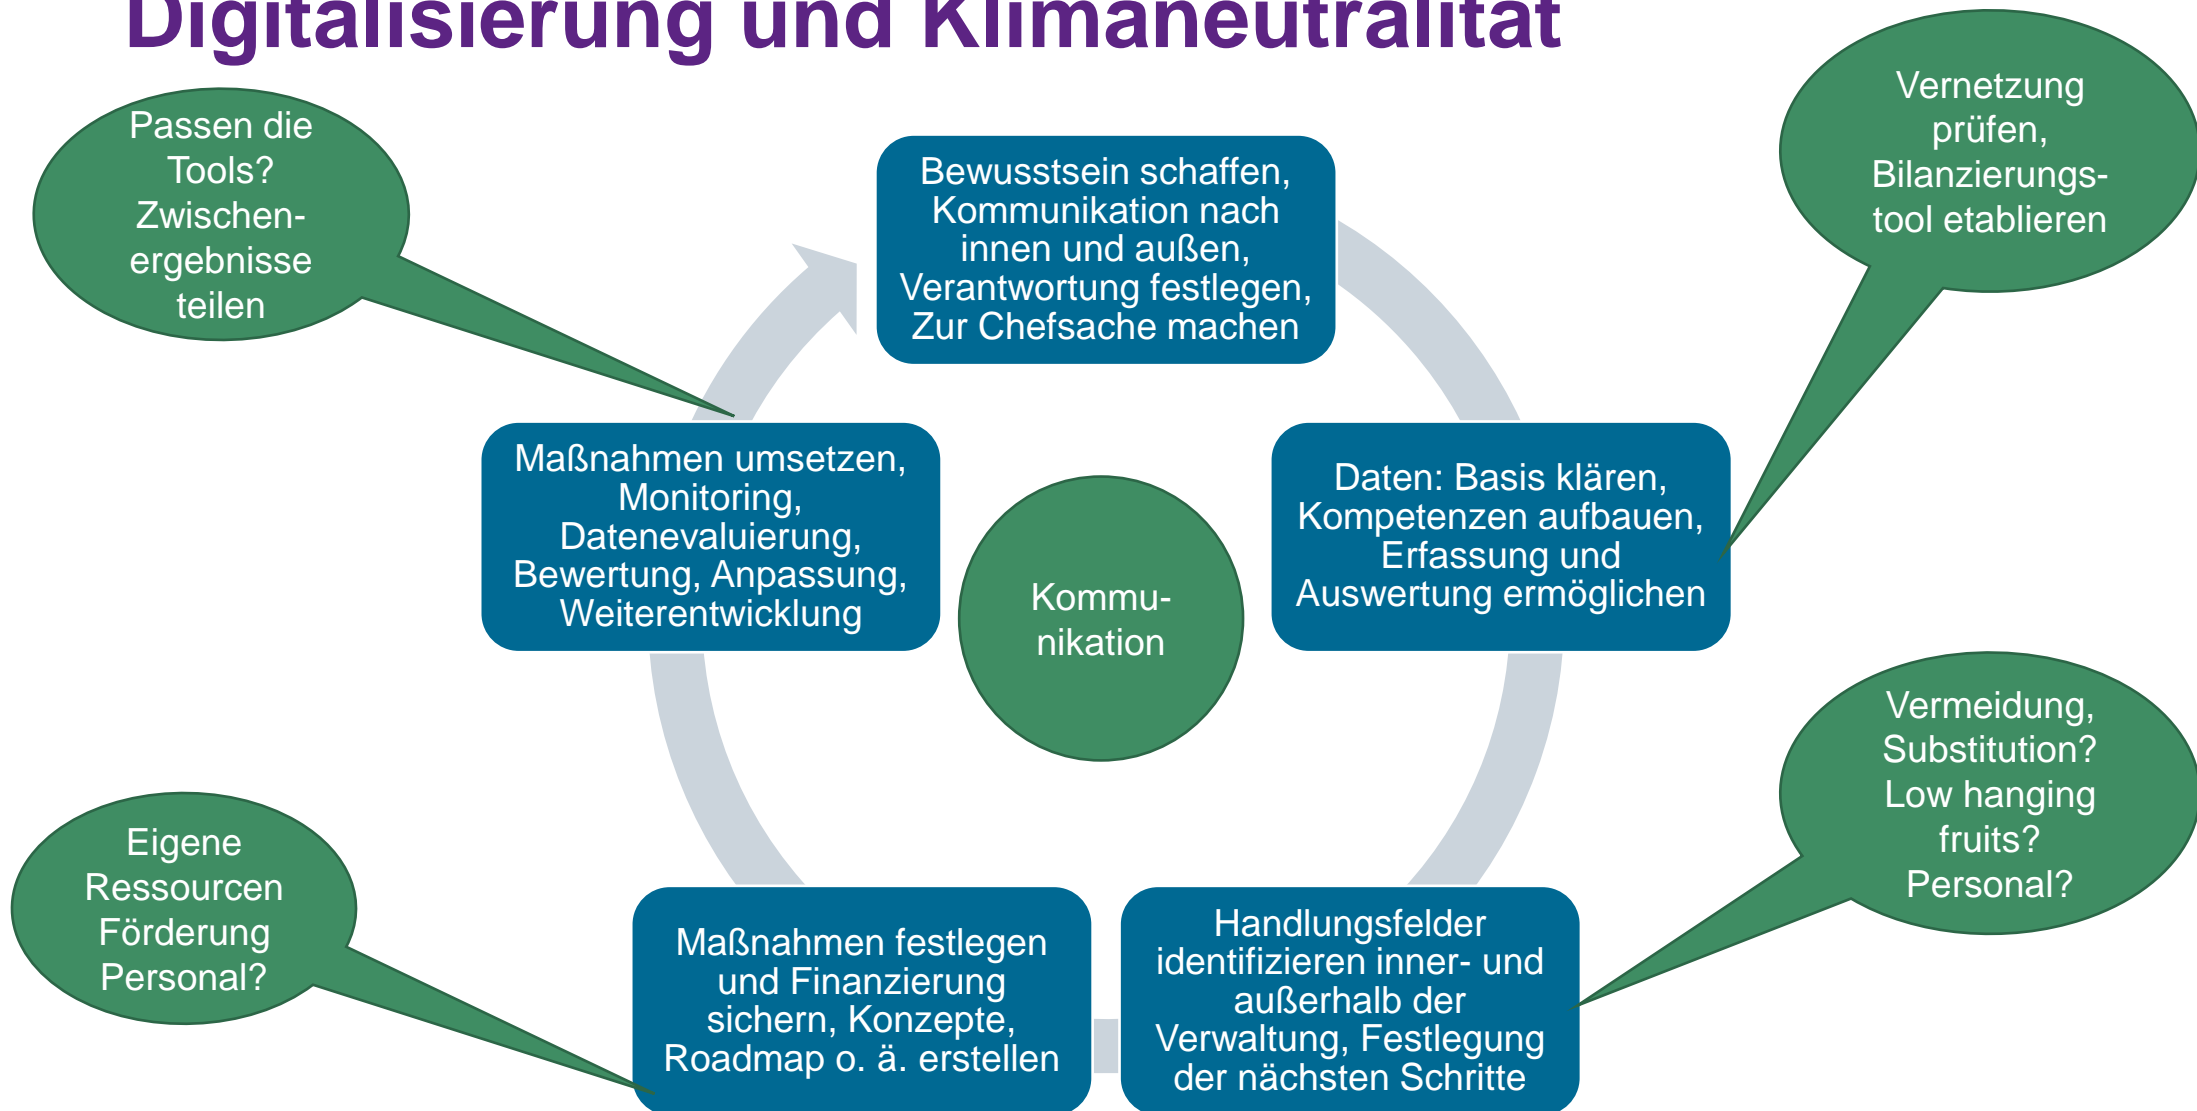 Digitalisierung und Klimaneutralität
Passen die
Tools?
Zwischen-
ergebnisse
teilen
Bewusstsein schaffen,
Kommunikation nach
innen und außen,
Verantwortung festlegen,
Zur Chefsache machen
Vernetzung
prüfen,
Bilanzierungs-
tool etablieren
Maßnahmen umsetzen,
Monitoring,
Datenevaluierung,
Bewertung, Anpassung,
Weiterentwicklung
Kommu-
nikation
Daten: Basis klären,
Kompetenzen aufbauen,
Erfassung und
Auswertung ermöglichen
Vermeidung,
Substitution?
Low hanging
fruits?
Personal?
Eigene
Ressourcen
Förderung
Personal?
Maßnahmen festlegen
und Finanzierung
sichern, Konzepte,
Roadmap o. ä. erstellen
Handlungsfelder
identifizieren inner- und
außerhalb der
Verwaltung, Festlegung
der nächsten Schritte